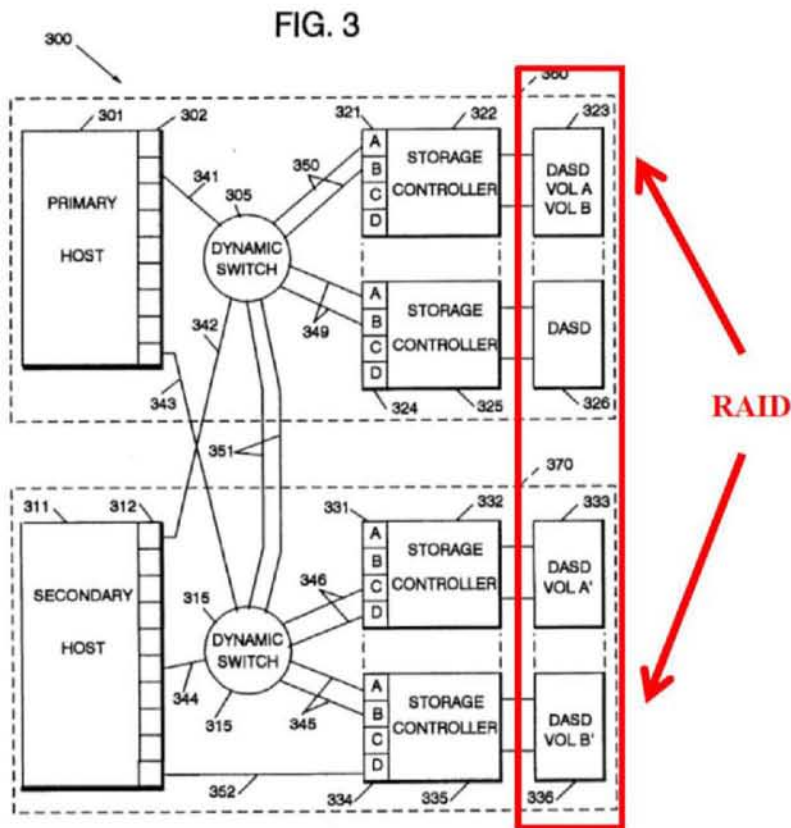 FIG. 3
300
360
301
302
321
322
323
PRIMARY
HOST
341
305
DYNAMIC
SWITCH
350
A
B
C
D
STORAGE
CONTROLLER
DASD
VOL A
VOL B
342
349
A
B
C
D
STORAGE
CONTROLLER
DASD
343
324
325
326
RAID
351
370
311
312
331
332
333
SECONDARY
HOST
315
DYNAMIC
SWITCH
315
346
A
B
C
D
STORAGE
CONTROLLER
DASD
VOL A'
344
345
A
B
C
D
STORAGE
CONTROLLER
DASD
VOL B'
352
334
335
336